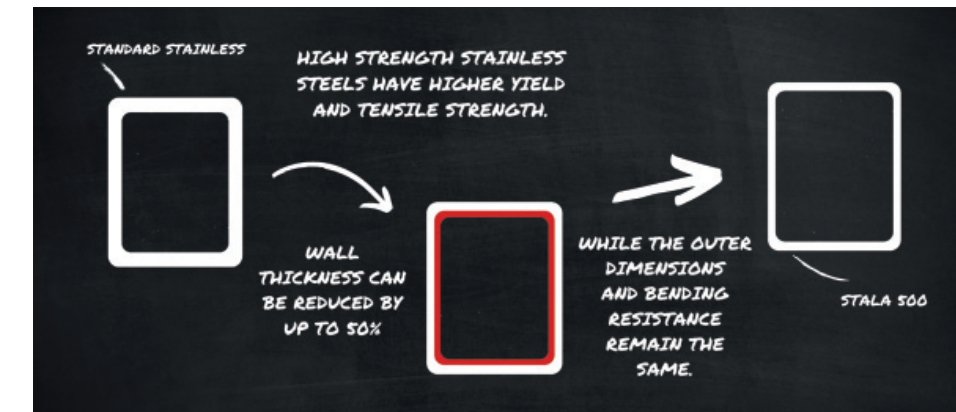 STANDARD STAINLESS
HIGH STRENGTH STAINLESS
STEELS HAVE HIGHER YIELD
AND TENSILE STRENGTH.
WALL
THICKNESS CAN
BE REDUCED BY
UP TO 50%
WHILE THE OUTER
DIMENSIONS
AND BENDING
RESISTANCE
REMAIN THE
SAME.
STALA 500